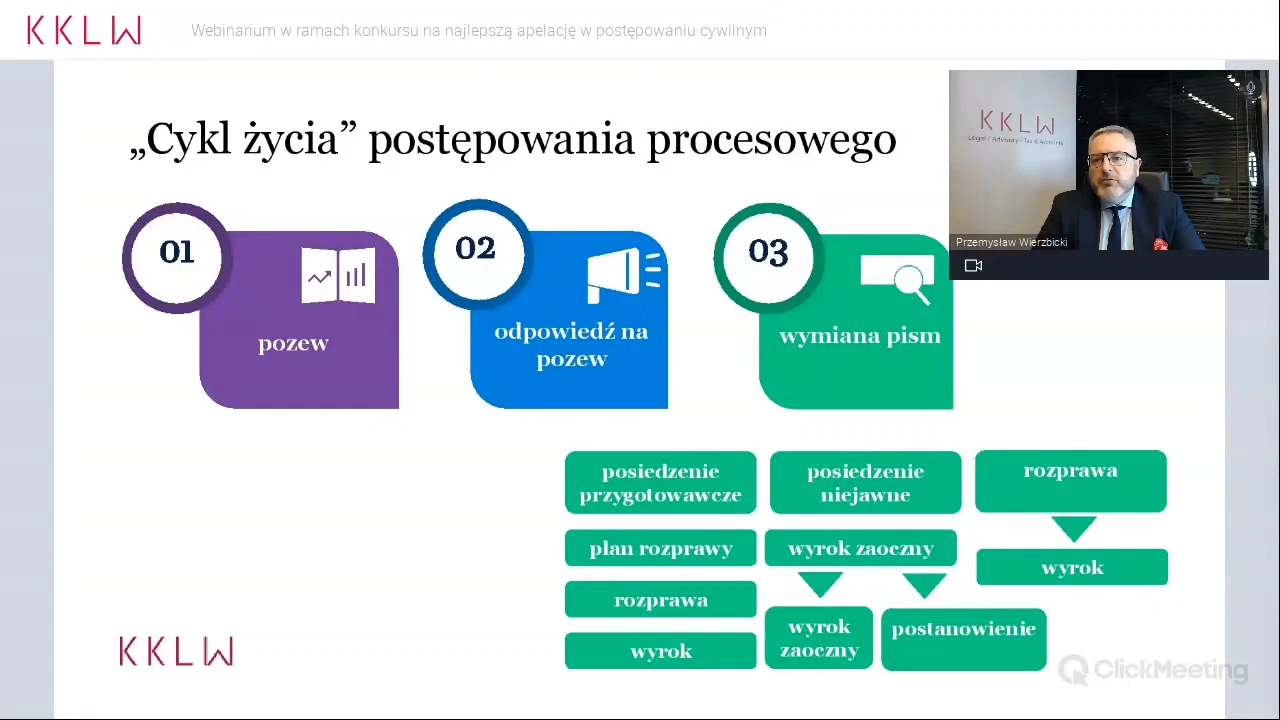 KKLW
Webinarium w ramach konkursu na najlepszą apelację w postępowaniu cywilnym
„Cykl życia” postępowania procesowego
KKLW
Legal / Advisory / Tax & Accounts
Przemysław Wierzbicki
01
pozew
02
odpowiedź na
pozew
03
wymiana pism
posiedzenie
przygotowawcze
plan rozprawy
rozprawa
wyrok
posiedzenie
niejawne
wyrok zaoczny
wyrok
zaoczny
postanowienie
rozprawa
wyrok
KKLW
ClickMeeting